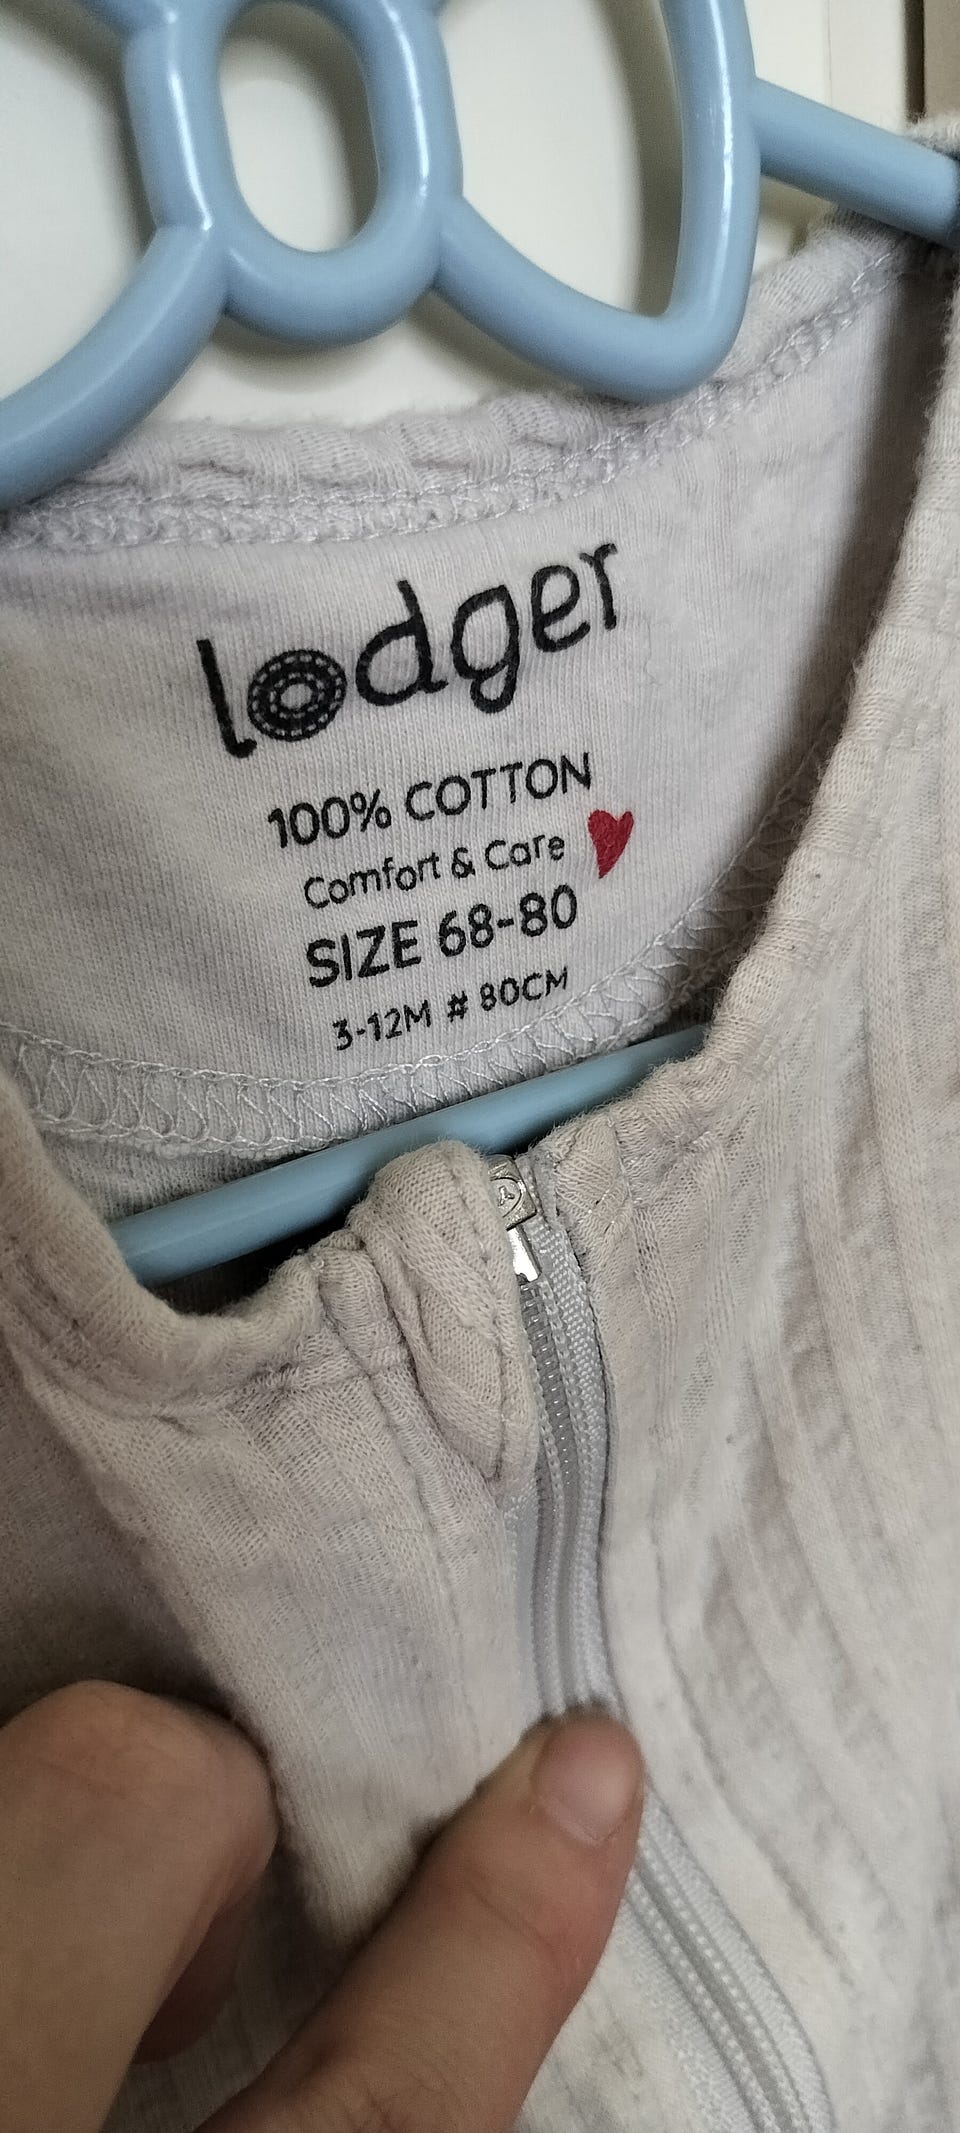 lodger
100% COTTON
Comfort & Care
SIZE 68-80
3-12M # 80CM